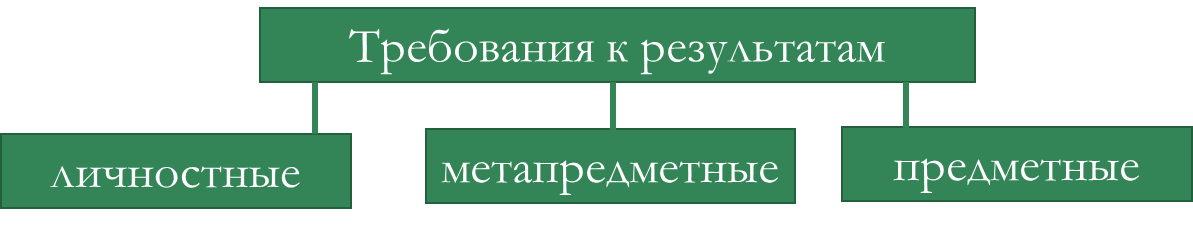 Требования к результатам
личностные
метапредметные
предметные